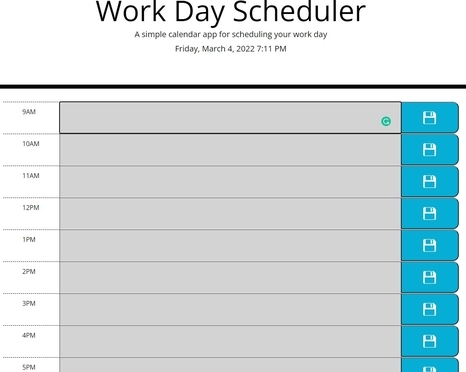 Work Day Scheduler
A simple calendar app for scheduling your work day
Friday, March 4, 2022 7:11 PM
9AM
10AM
11AM
12PM
1PM
2PM
3PM
4PM
5PM